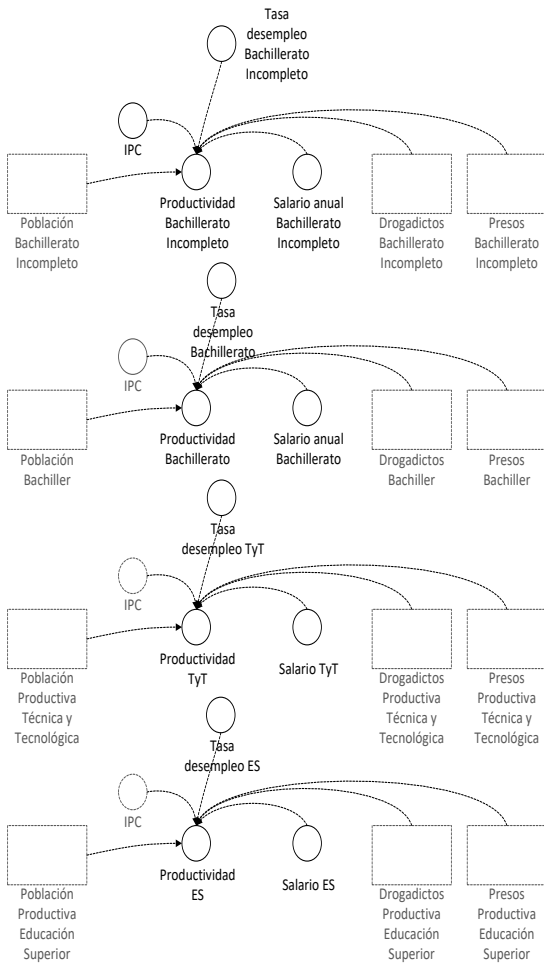 Tasa
desempleo
Bachillerato
Incompleto
IPC
Población
Bachillerato
Incompleto
Productividad
Bachillerato
Incompleto
Salario anual
Bachillerato
Incompleto
Drogadictos
Bachillerato
Incompleto
Presos
Bachillerato
Incompleto
Tasa
desempleo
Bachillerato
IPC
Población
Bachiller
Productividad
Bachillerato
Salario anual
Bachillerato
Drogadictos
Bachiller
Presos
Bachiller
Tasa
desempleo TyT
IPC
Población
Productiva
Técnica y
Tecnológica
Productividad
TyT
Salario TyT
Drogadictos
Productiva
Técnica y
Tecnológica
Presos
Productiva
Técnica y
Tecnológica
Tasa
desempleo ES
IPC
Población
Productiva
Educación
Superior
Productividad
ES
Salario ES
Drogadictos
Productiva
Educación
Superior
Presos
Productiva
Educación
Superior